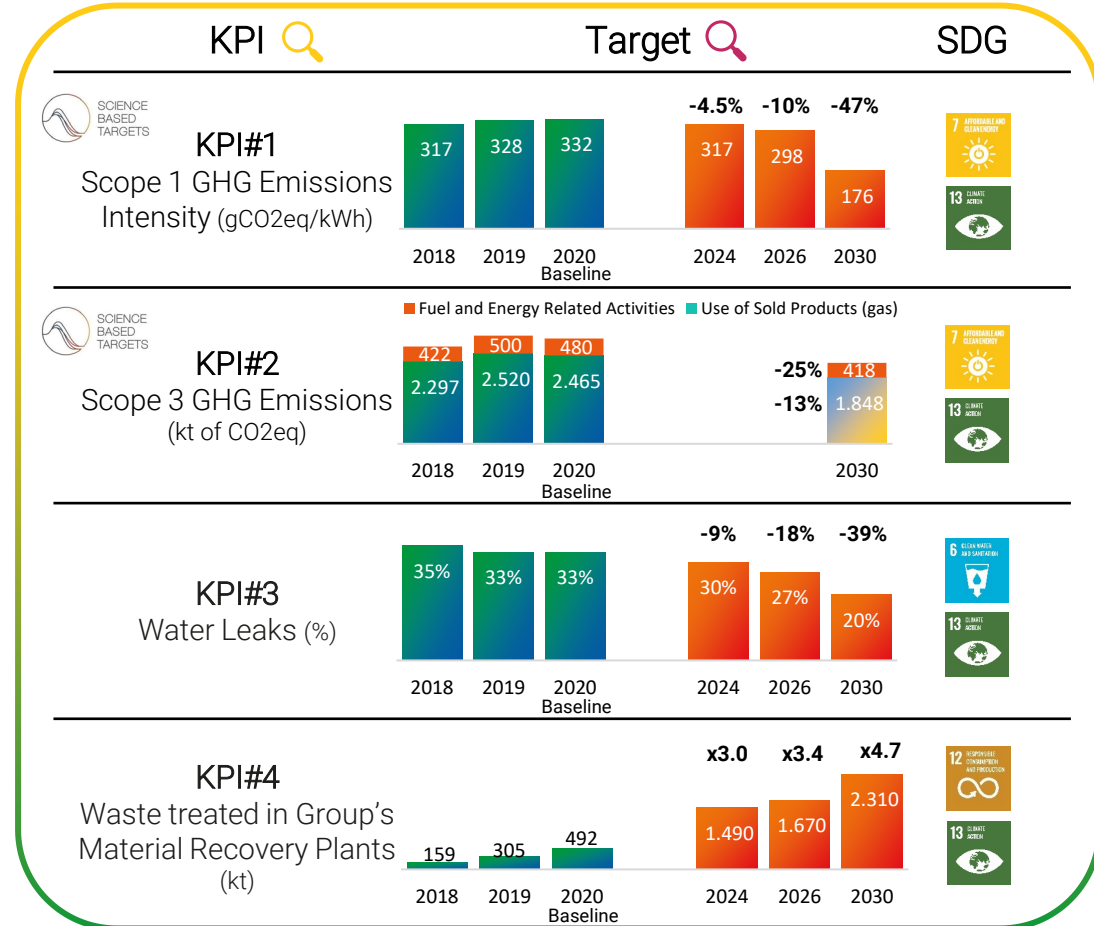 KPI
Target
SDG
SCIENCE
BASED
TARGETS
KPI#1
Scope 1 GHG Emissions
Intensity (gCO2eq/kWh)
-4.5% -10% -47%
317 328 332 317 298 176
2018 2019 2020 2024 2026 2030
Baseline
7 AFFORDABLE AND
CLEAN ENERGY
13 CLIMATE
ACTION
SCIENCE
BASED
TARGETS
KPI#2
Scope 3 GHG Emissions
(kt of CO2eq)
Fuel and Energy Related Activities Use of Sold Products (gas)
422 500 480 -25% 418
2.297 2.520 2.465 -13% 1.848
2018 2019 2020 2030
Baseline
7 AFFORDABLE AND
CLEAN ENERGY
13 CLIMATE
ACTION
KPI#3
Water Leaks (%)
-9% -18% -39%
35% 33% 33% 30% 27% 20%
2018 2019 2020 2024 2026 2030
Baseline
6 CLEAN WATER
AND SANITATION
13 CLIMATE
ACTION
KPI#4
Waste treated in Group's
Material Recovery Plants
(kt)
x3.0 x3.4 x4.7
159 305 492 1.490 1.670 2.310
2018 2019 2020 2024 2026 2030
Baseline
12 RESPONSIBLE
CONSUMPTION
AND PRODUCTION
13 CLIMATE
ACTION